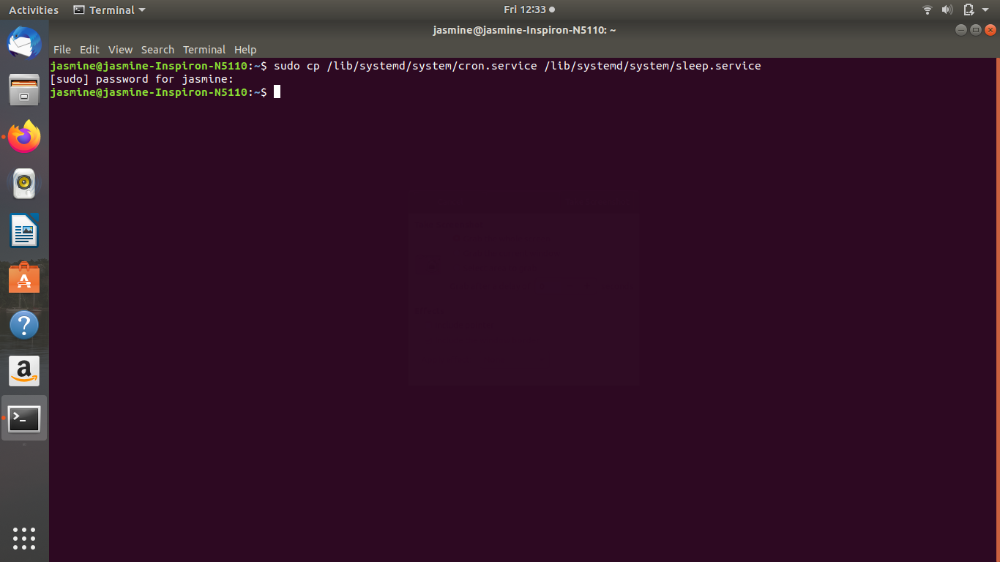 Activities Terminal Fri 12:33
jasmine@jasmine-Inspiron-N5110: ~
File Edit View Search Terminal Help
jasmine@jasmine-Inspiron-N5110:~$ sudo cp /lib/systemd/system/cron.service /lib/systemd/system/sleep.service
[sudo] password for jasmine:
jasmine@jasmine-Inspiron-N5110:~$